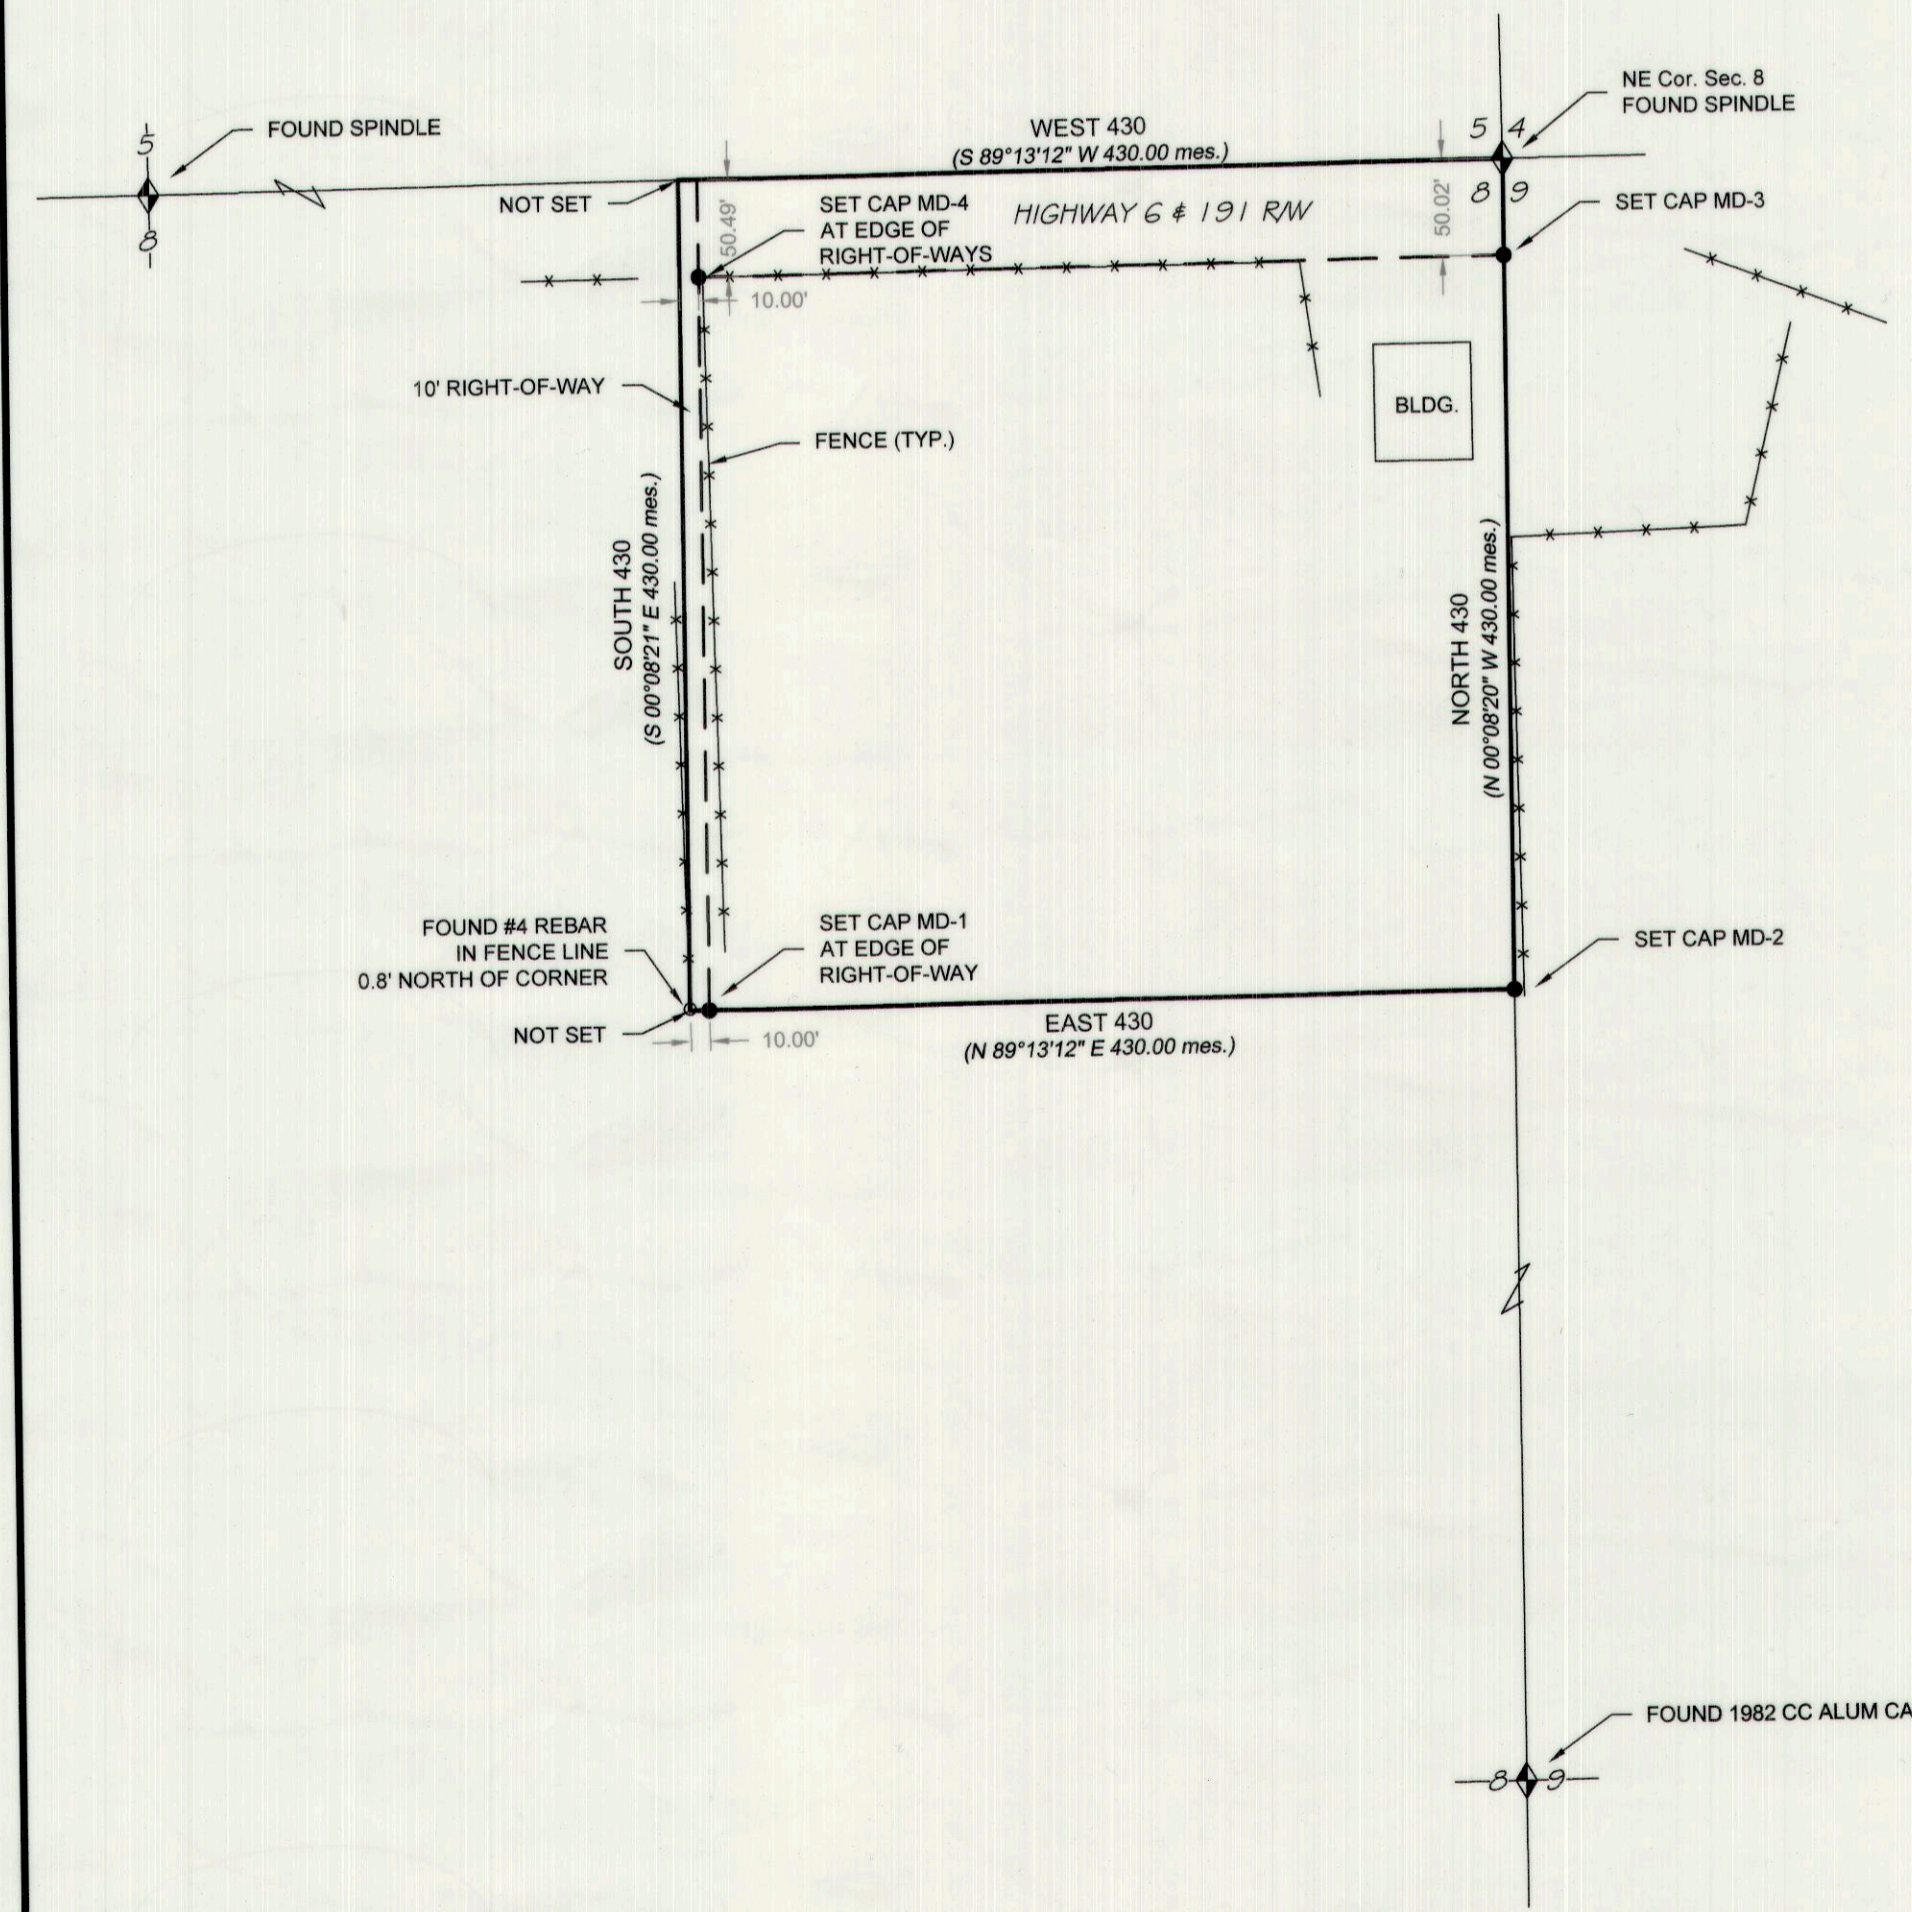 NE Cor. Sec. 8
FOUND SPINDLE
5
FOUND SPINDLE
8
WEST 430
(S 89°13'12" W 430.00 mes.)
5 4
8 9
NOT SET
SET CAP MD-4
AT EDGE OF
RIGHT-OF-WAYS
50.49'
HIGHWAY 6 & 191 R/W
50.02'
SET CAP MD-3
10.00'
10' RIGHT-OF-WAY
BLDG.
FENCE (TYP.)
SOUTH 430
(S 00°08'21" E 430.00 mes.)
NORTH 430
(N 00°08'20" W 430.00 mes.)
FOUND #4 REBAR
IN FENCE LINE
0.8' NORTH OF CORNER
SET CAP MD-1
AT EDGE OF
RIGHT-OF-WAY
SET CAP MD-2
NOT SET
10.00'
EAST 430
(N 89°13'12" E 430.00 mes.)
FOUND 1982 CC ALUM CA
8 9